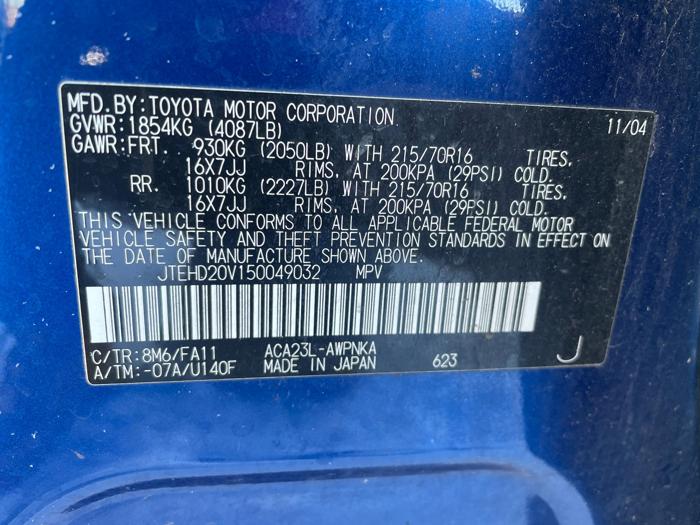 MFD. BY: TOYOTA MOTOR CORPORATION 11/04
GVWR: 1854KG (4087LB)
GAWR: FRT. 930KG (2050LB) WITH 215/70R16 TIRES,
16X7JJ RIMS, AT 200KPA (29PSI) COLD.
RR. 1010KG (2227LB) WITH 215/70R16 TIRES,
16X7JJ RIMS, AT 200KPA (29PSI) COLD.
THIS VEHICLE CONFORMS TO ALL APPLICABLE FEDERAL MOTOR
VEHICLE SAFETY AND THEFT PREVENTION STANDARDS IN EFFECT ON
THE DATE OF MANUFACTURE SHOWN ABOVE.
JTEHD20V150049032 MPV
C/TR: 8M6/FA11 ACA23L-AWPNKA J
A/TM: -07A/U140F MADE IN JAPAN 623